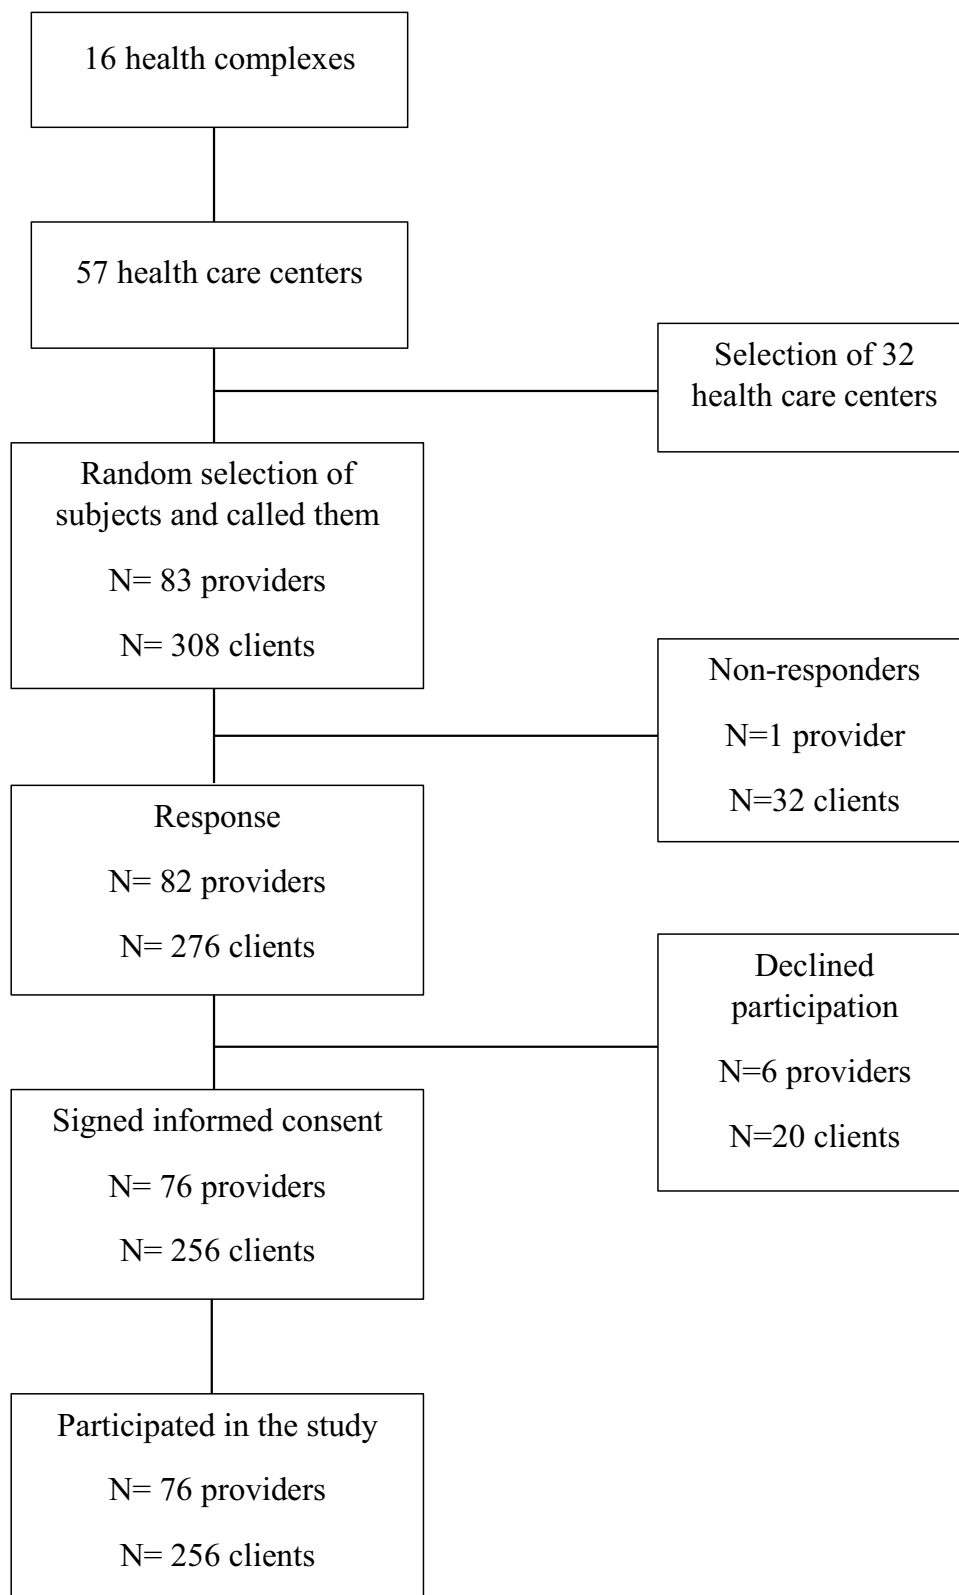 16 health complexes
57 health care centers
Selection of 32
health care centers
Random selection of
subjects and called them
N= 83 providers
N= 308 clients
Non-responders
N=1 provider
N=32 clients
Response
N= 82 providers
N= 276 clients
Declined
participation
N=6 providers
N=20 clients
Signed informed consent
N= 76 providers
N= 256 clients
Participated in the study
N= 76 providers
N= 256 clients